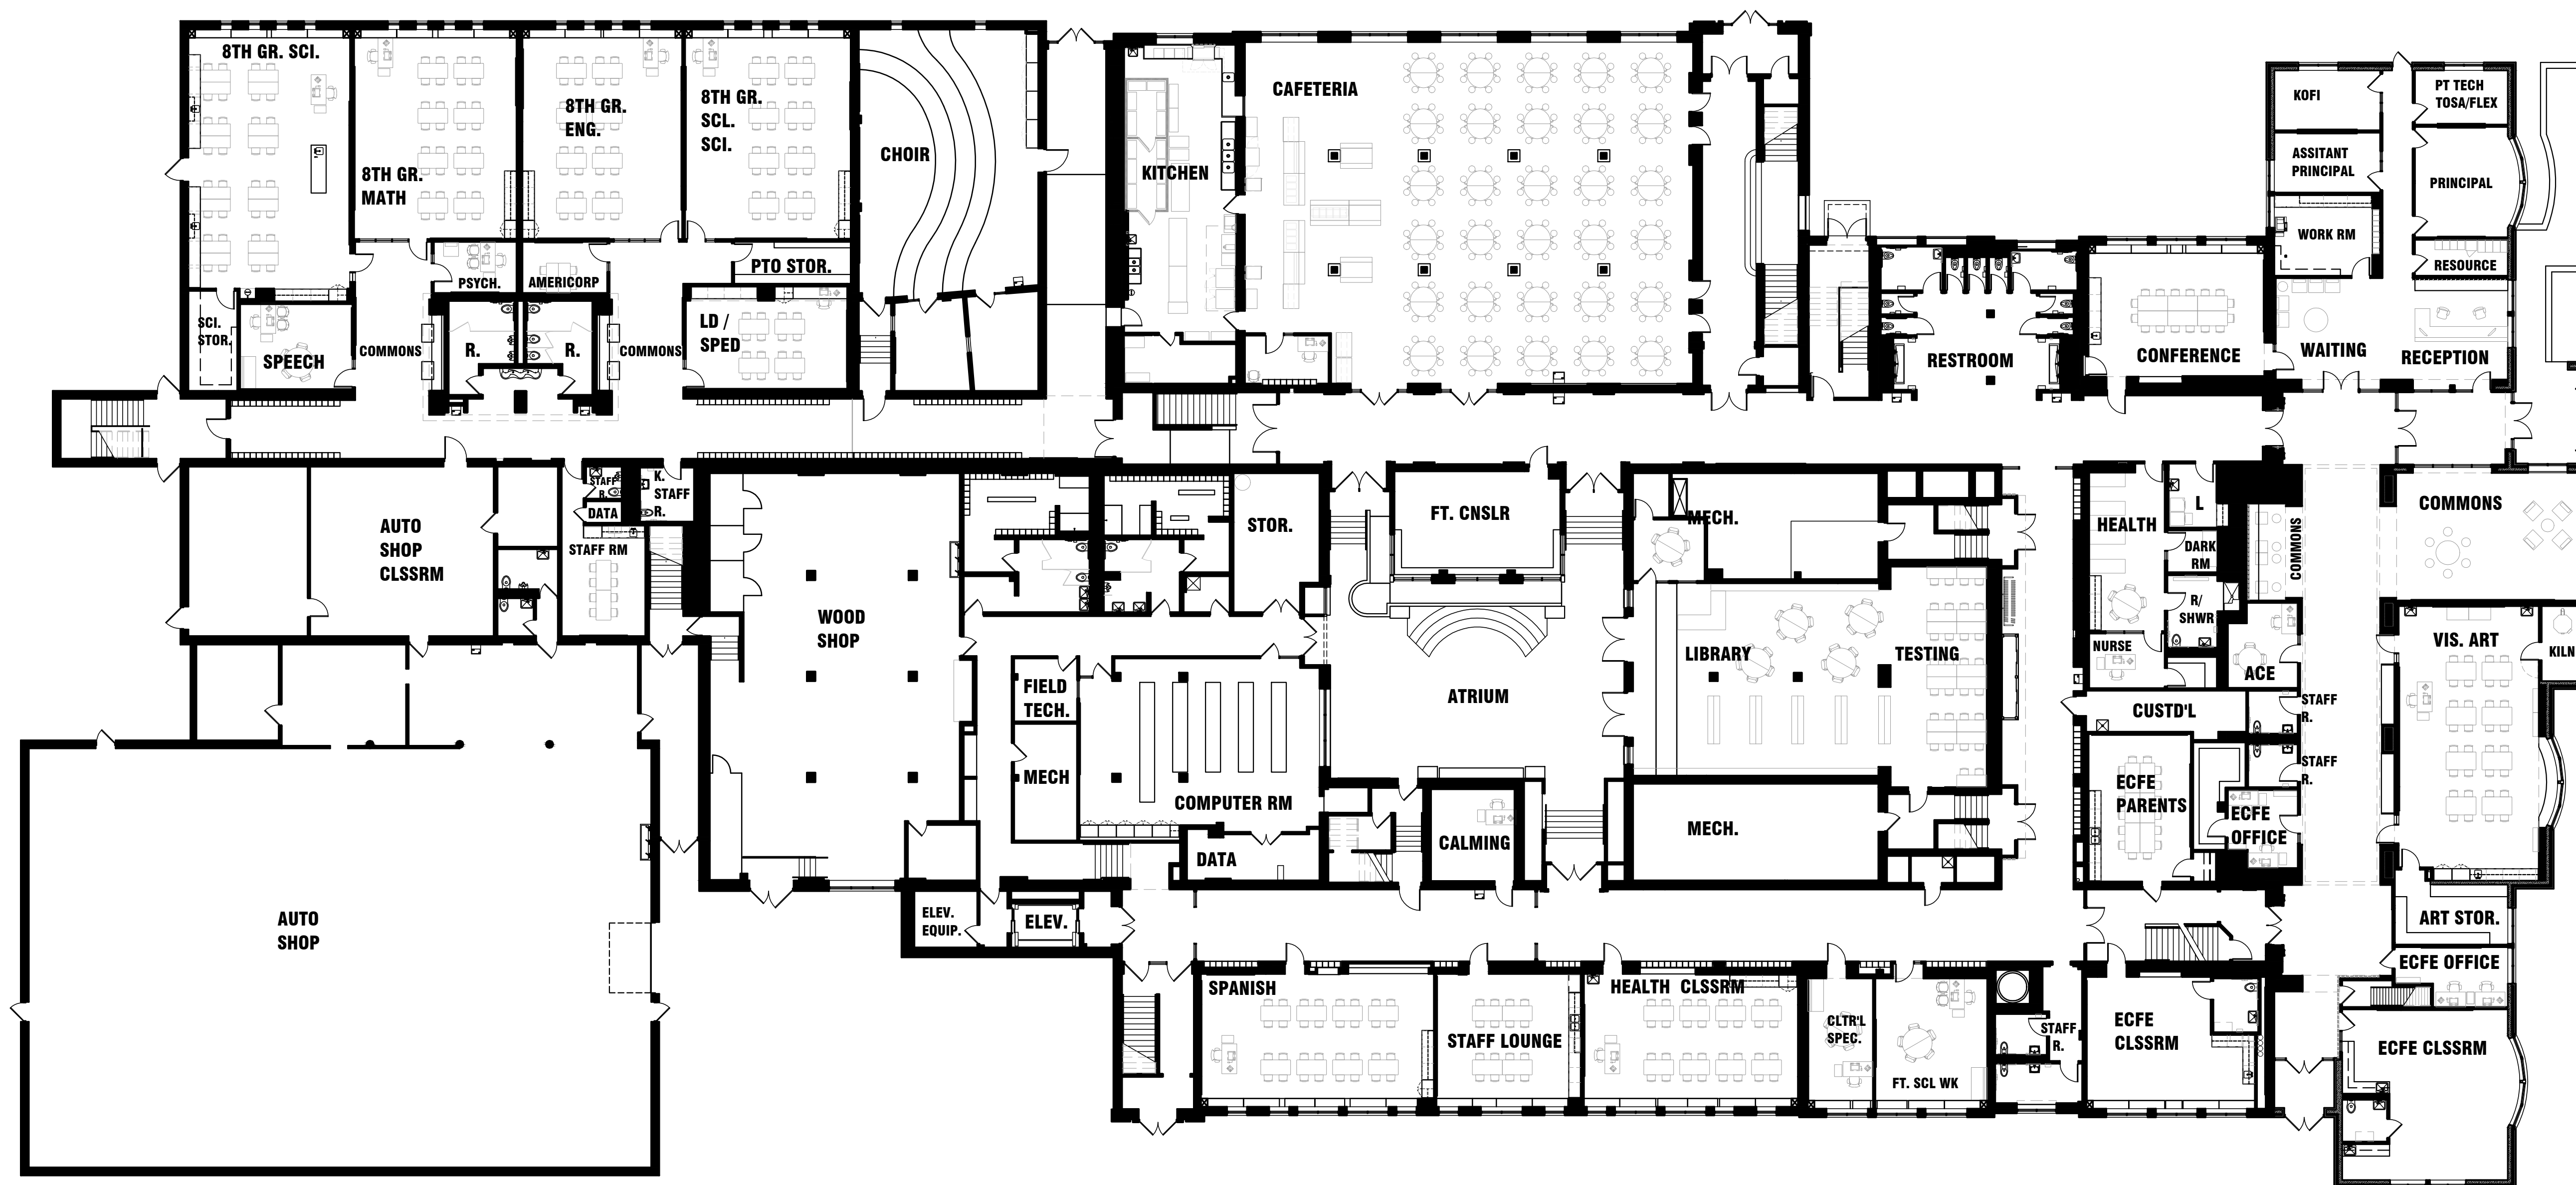 8TH GR. SCI.
8TH GR.
MATH
8TH GR.
ENG.
8TH GR.
SCL.
SCI.
CHOIR
KITCHEN
CAFETERIA
KOFI
PT TECH
TOSA/FLEX
ASSITANT
PRINCIPAL
PRINCIPAL
WORK RM
RESOURCE
PSYCH.
AMERICORP
PTO STOR.
SCI.
STOR.
SPEECH
COMMONS
R.
R.
COMMONS
LD /
SPED
RESTROOM
CONFERENCE
WAITING
RECEPTION
AUTO
SHOP
CLSSRM
STAFF
R.
DATA
K.
STAFF
R.
STAFF RM
WOOD
SHOP
STOR.
FT. CNSLR
MECH.
HEALTH
L
DARK
RM
R/
SHWR
NURSE
COMMONS
COMMONS
FIELD
TECH.
MECH
COMPUTER RM
DATA
ATRIUM
LIBRARY
TESTING
CALMING
MECH.
ACE
CUSTD'L
STAFF
R.
STAFF
R.
ECFE
PARENTS
ECFE
OFFICE
VIS. ART
KILN
ART STOR.
AUTO
SHOP
ELEV.
EQUIP.
ELEV.
SPANISH
STAFF LOUNGE
HEALTH CLSSRM
CLTR'L
SPEC.
FT. SCL WK
STAFF
R.
ECFE
CLSSRM
ECFE OFFICE
ECFE CLSSRM